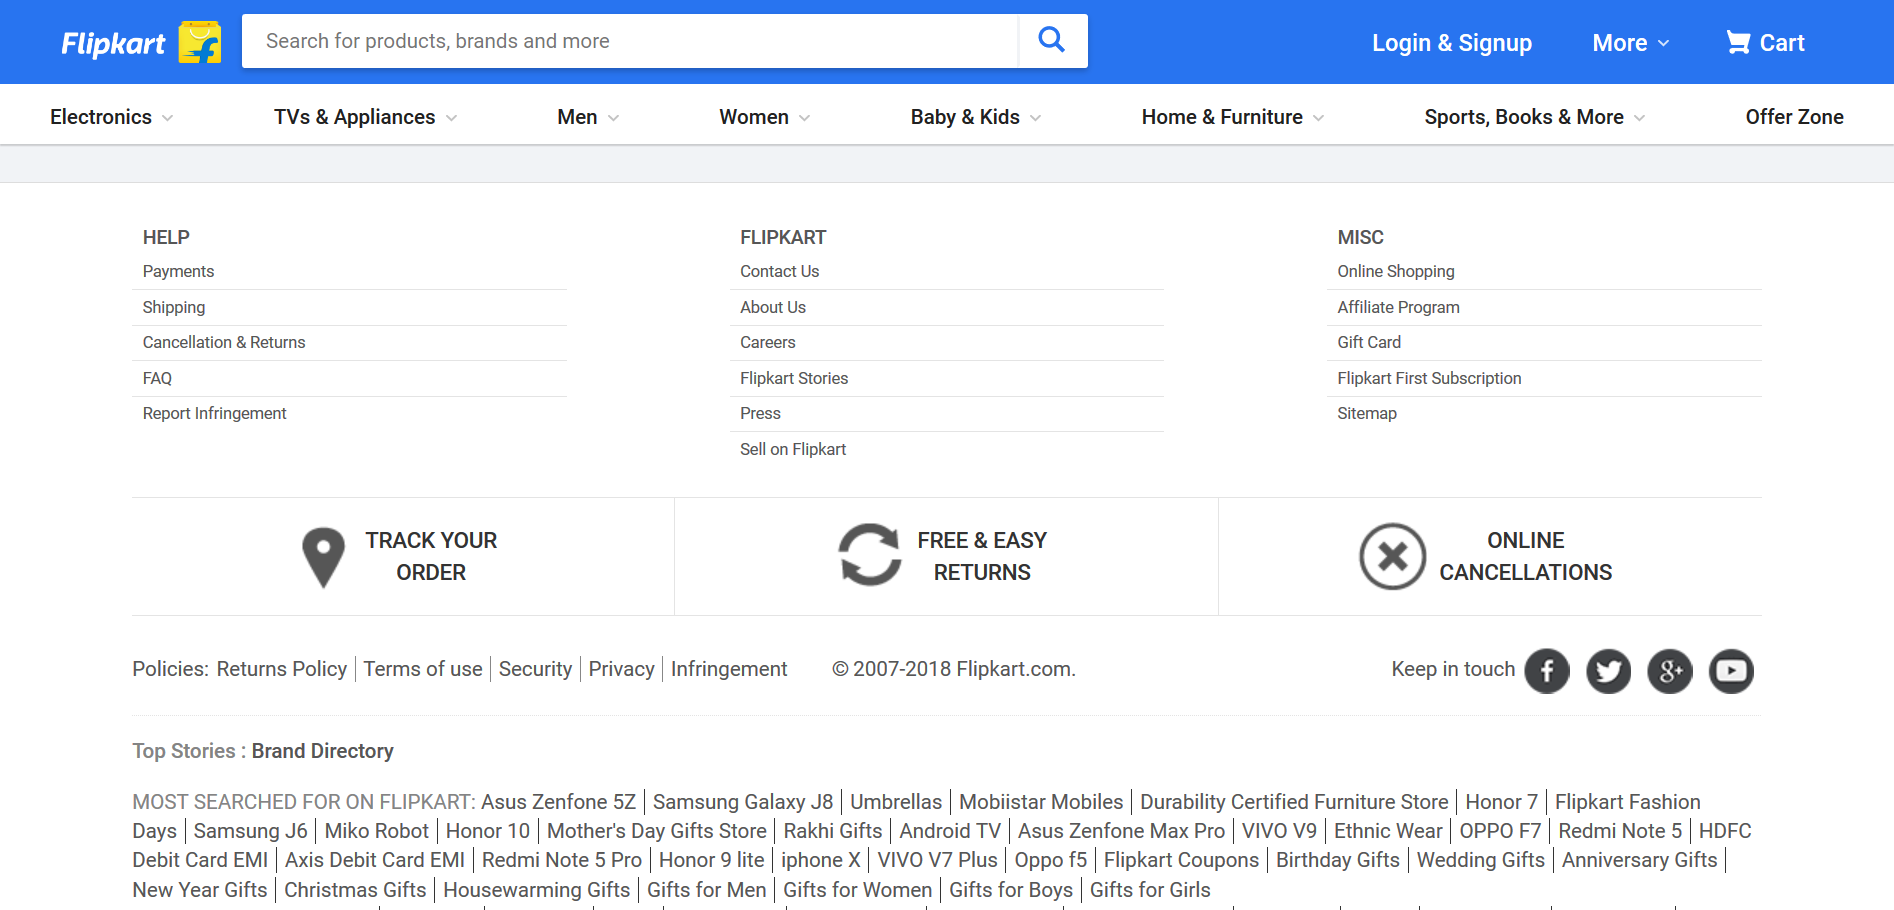 Flipkart
Search for products, brands and more
Login & Signup
More
Cart
Electronics
TVs & Appliances
Men
Women
Baby & Kids
Home & Furniture
Sports, Books & More
Offer Zone
HELP
Payments
Shipping
Cancellation & Returns
FAQ
Report Infringement
FLIPKART
Contact Us
About Us
Careers
Flipkart Stories
Press
Sell on Flipkart
MISC
Online Shopping
Affiliate Program
Gift Card
Flipkart First Subscription
Sitemap
TRACK YOUR
ORDER
FREE & EASY
RETURNS
ONLINE
CANCELLATIONS
Policies: Returns Policy | Terms of use | Security | Privacy | Infringement
© 2007-2018 Flipkart.com.
Keep in touch
Top Stories : Brand Directory
MOST SEARCHED FOR ON FLIPKART: Asus Zenfone 5Z | Samsung Galaxy J8 | Umbrellas | Mobiistar Mobiles | Durability Certified Furniture Store | Honor 7 | Flipkart Fashion
Days | Samsung J6 | Miko Robot | Honor 10 | Mother's Day Gifts Store | Rakhi Gifts | Android TV | Asus Zenfone Max Pro | VIVO V9 | Ethnic Wear | OPPO F7 | Redmi Note 5 | HDFC
Debit Card EMI | Axis Debit Card EMI | Redmi Note 5 Pro | Honor 9 lite | iphone X | VIVO V7 Plus | Oppo f5 | Flipkart Coupons | Birthday Gifts | Wedding Gifts | Anniversary Gifts |
New Year Gifts | Christmas Gifts | Housewarming Gifts | Gifts for Men | Gifts for Women | Gifts for Boys | Gifts for Girls